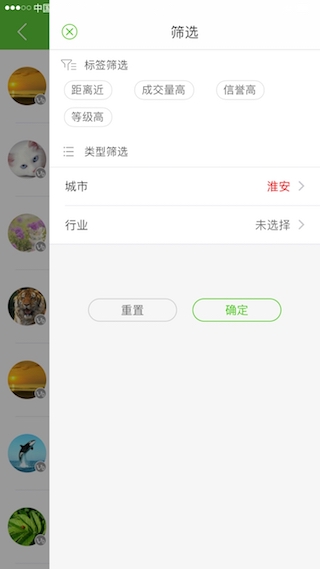 中国
筛选
标签筛选
距离近 成交量高 信誉高
等级高
类型筛选
城市 淮安
行业 未选择
重置 确定